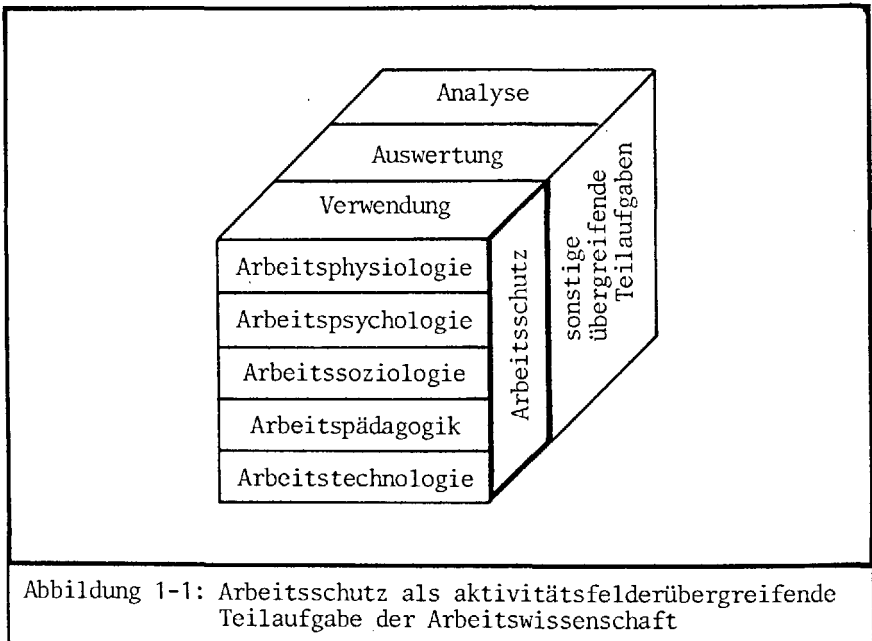 Analyse
Auswertung
Verwendung
Arbeitsphysiologie
Arbeitspsychologie
Arbeitssoziologie
Arbeitspädagogik
Arbeitstechnologie
Arbeitsschutz
sonstige
übergreifende
Teilaufgaben
Abbildung 1-1: Arbeitsschutz als aktivitätsfelderübergreifende
Teilaufgabe der Arbeitswissenschaft